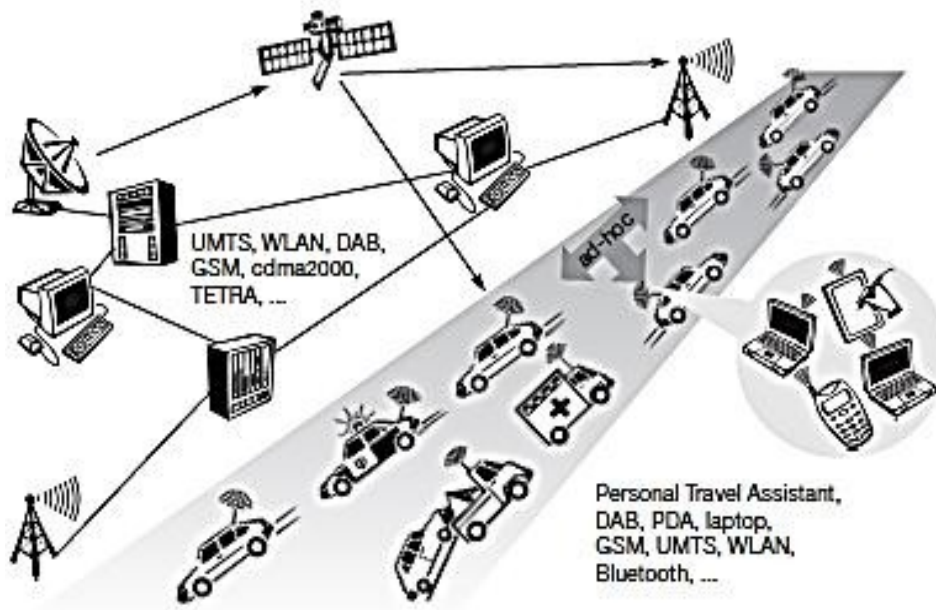 UMTS, WLAN, DAB,
GSM, cdma2000,
TETRA, ...
ad-hoc
Personal Travel Assistant,
DAB, PDA, laptop,
GSM, UMTS, WLAN,
Bluetooth, ...